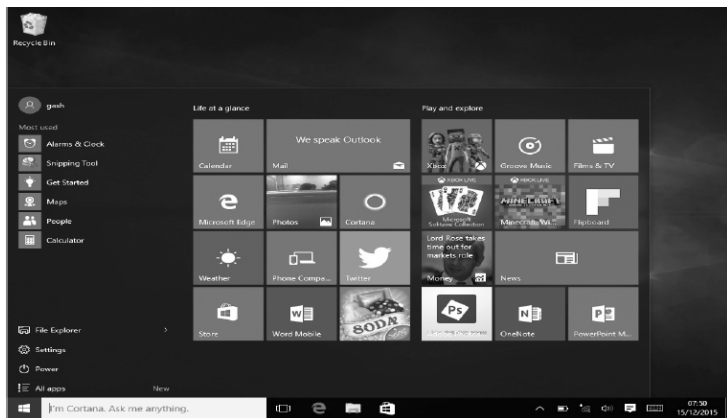 Recycle Bin
gash
Most used
Alarms & Clock
Snipping Tool
Get Started
Maps
People
Calculator
File Explorer
Settings
Power
All apps
New
Life at a glance
Calendar
We speak Outlook
Mail
Microsoft Edge
Photos
Cortana
Weather
Phone Compa...
Twitter
Store
Word Mobile
SODA
Play and explore
Xbox
Groove Music
Films & TV
XBOX LIVE
Microsoft
Solitaire Collection
XBOX LIVE
MINECRAFT
Minecraft: Wi...
Flipboard
Lord Rose takes
time out for
markets role
Money
News
Ps
OneNote
PowerPoint M...
I'm Cortana. Ask me anything.
07:50
15/12/2015